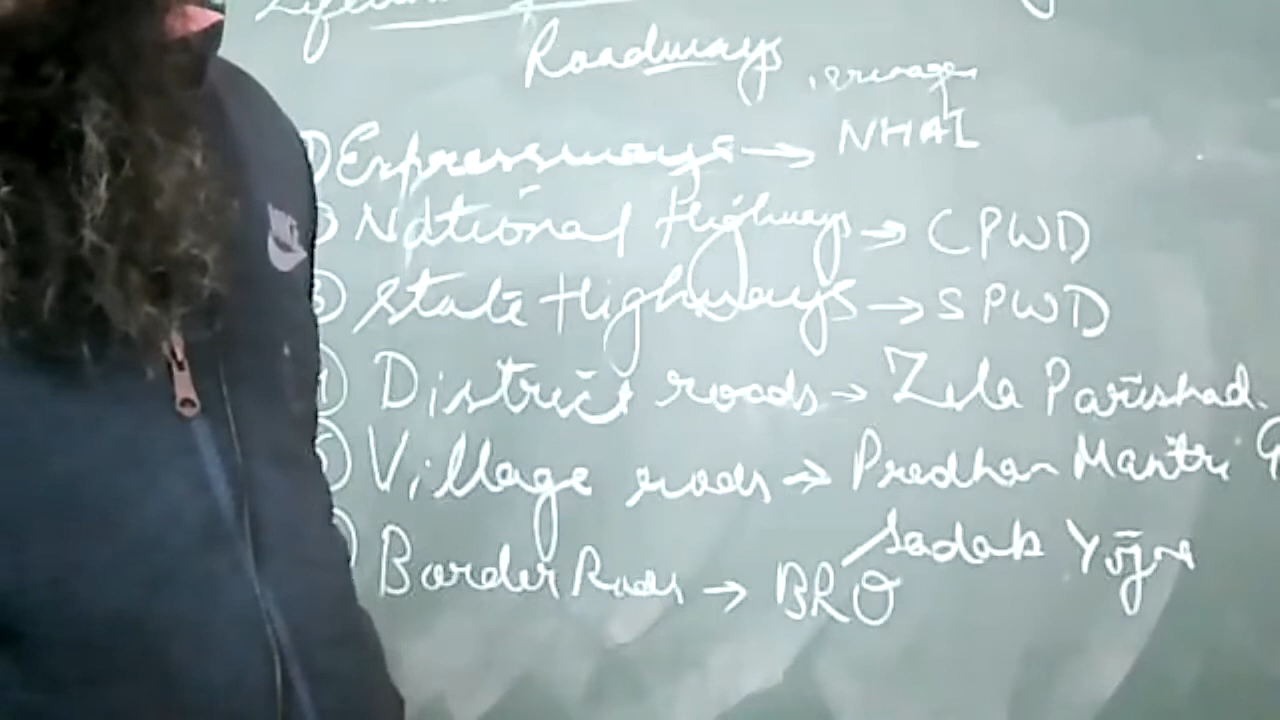 Roadways
Expressways → NHAI
National Highways → CPWD
③ State Highways → SPWD
District roads → Zila Parishad.
Village roads → Pradhan Mantri
Sadak Yojna
Border Roads → BRO